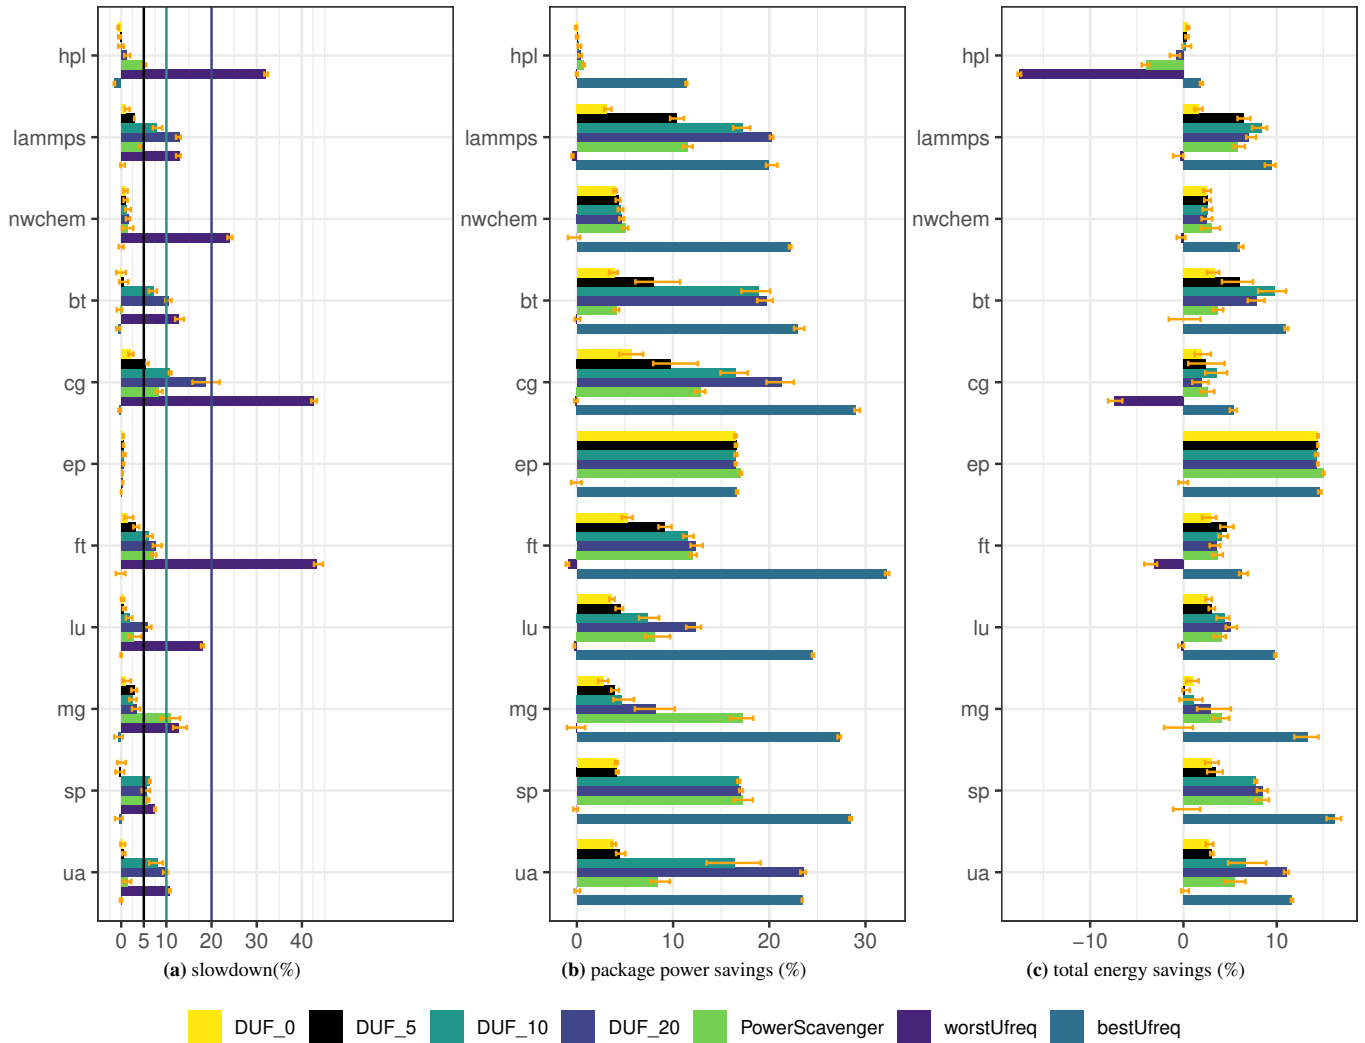 hpl
lammps
nwchem
bt
cg
ep
ft
lu
mg
sp
ua
0 5 10 20 30 40
(a) slowdown(%)
hpl
lammps
nwchem
bt
cg
ep
ft
lu
mg
sp
ua
0 10 20 30
(b) package power savings (%)
hpl
lammps
nwchem
bt
cg
ep
ft
lu
mg
sp
ua
−10 0 10
(c) total energy savings (%)
DUF_0 DUF_5 DUF_10 DUF_20 PowerScavenger worstUfreq bestUfreq